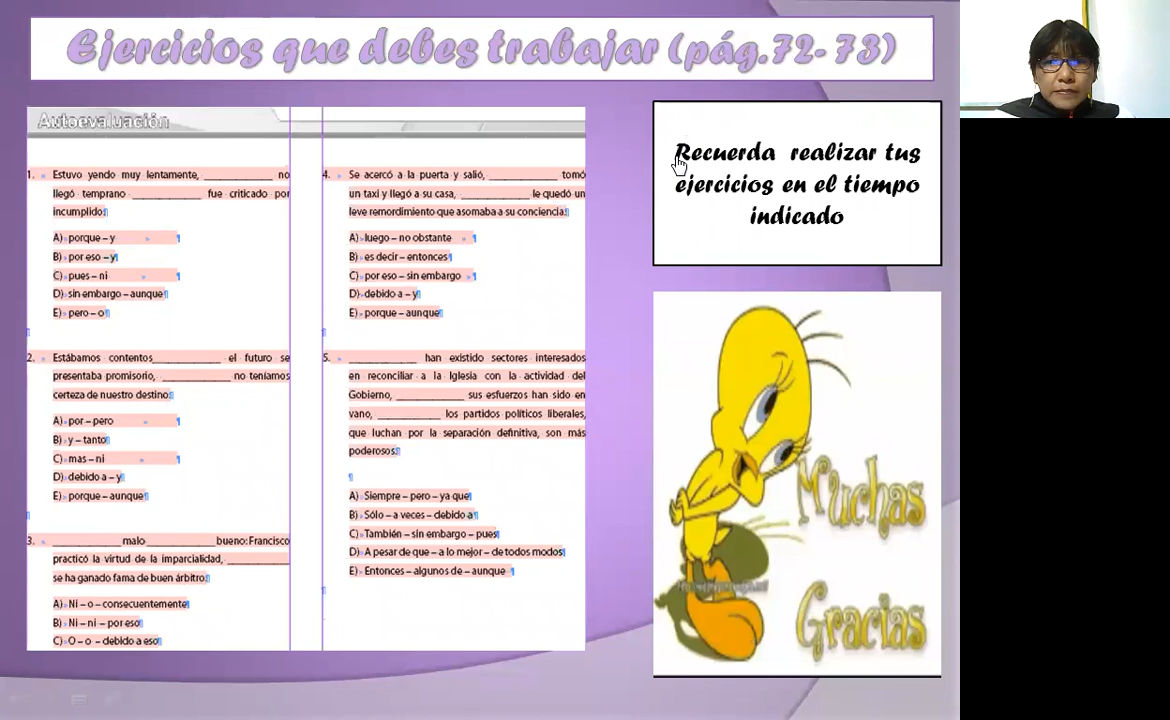 Ejercicios que debes trabajar (pág.72- 73)
Autoevaluación
1. Estuvo yendo muy lentamente, ____________ no
llegó temprano ____________ fue criticado por
incumplido:
A) porque – y
B) por eso – y
C) pues – ni
D) sin embargo – aunque
E) pero – o
2. Estábamos contentos____________ el futuro se
presentaba promisorio, ____________ no teníamos
certeza de nuestro destino:
A) por – pero
B) y – tanto
C) mas – ni
D) debido a – y
E) porque – aunque
3. ____________ malo ____________ bueno: Francisco
practicó la virtud de la imparcialidad, ____________
se ha ganado fama de buen árbitro:
A) Ni – o – consecuentemente
B) Ni – ni – por eso
C) O – o – debido a eso
4. Se acercó a la puerta y salió, ____________ tomó
un taxi y llegó a su casa, ____________ le quedó un
leve remordimiento que asomaba a su conciencia:
A) luego – no obstante
B) es decir – entonces
C) por eso – sin embargo
D) debido a – y
E) porque – aunque
5. ____________ han existido sectores interesados
en reconciliar a la Iglesia con la actividad del
Gobierno, ____________ sus esfuerzos han sido en
vano, ____________ los partidos políticos liberales,
que luchan por la separación definitiva, son más
poderosos:
A) Siempre – pero – ya que
B) Sólo – a veces – debido a
C) También – sin embargo – pues
D) A pesar de que – a lo mejor – de todos modos
E) Entonces – algunos de – aunque
Recuerda realizar tus
ejercicios en el tiempo
indicado
Muchas
Gracias